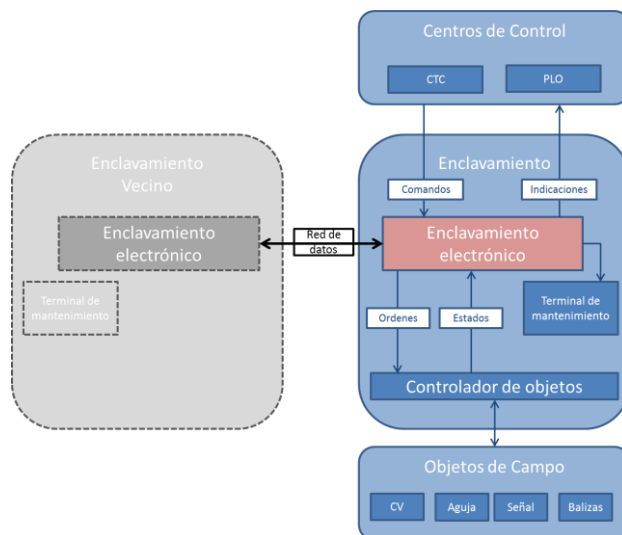 Centros de Control
CTC
PLO
Enclavamiento
Vecino
Enclavamiento
electrónico
Terminal de
mantenimiento
Red de
datos
Enclavamiento
Comandos
Indicaciones
Enclavamiento
electrónico
Terminal de
mantenimiento
Ordenes
Estados
Controlador de objetos
Objetos de Campo
CV
Aguja
Señal
Balizas